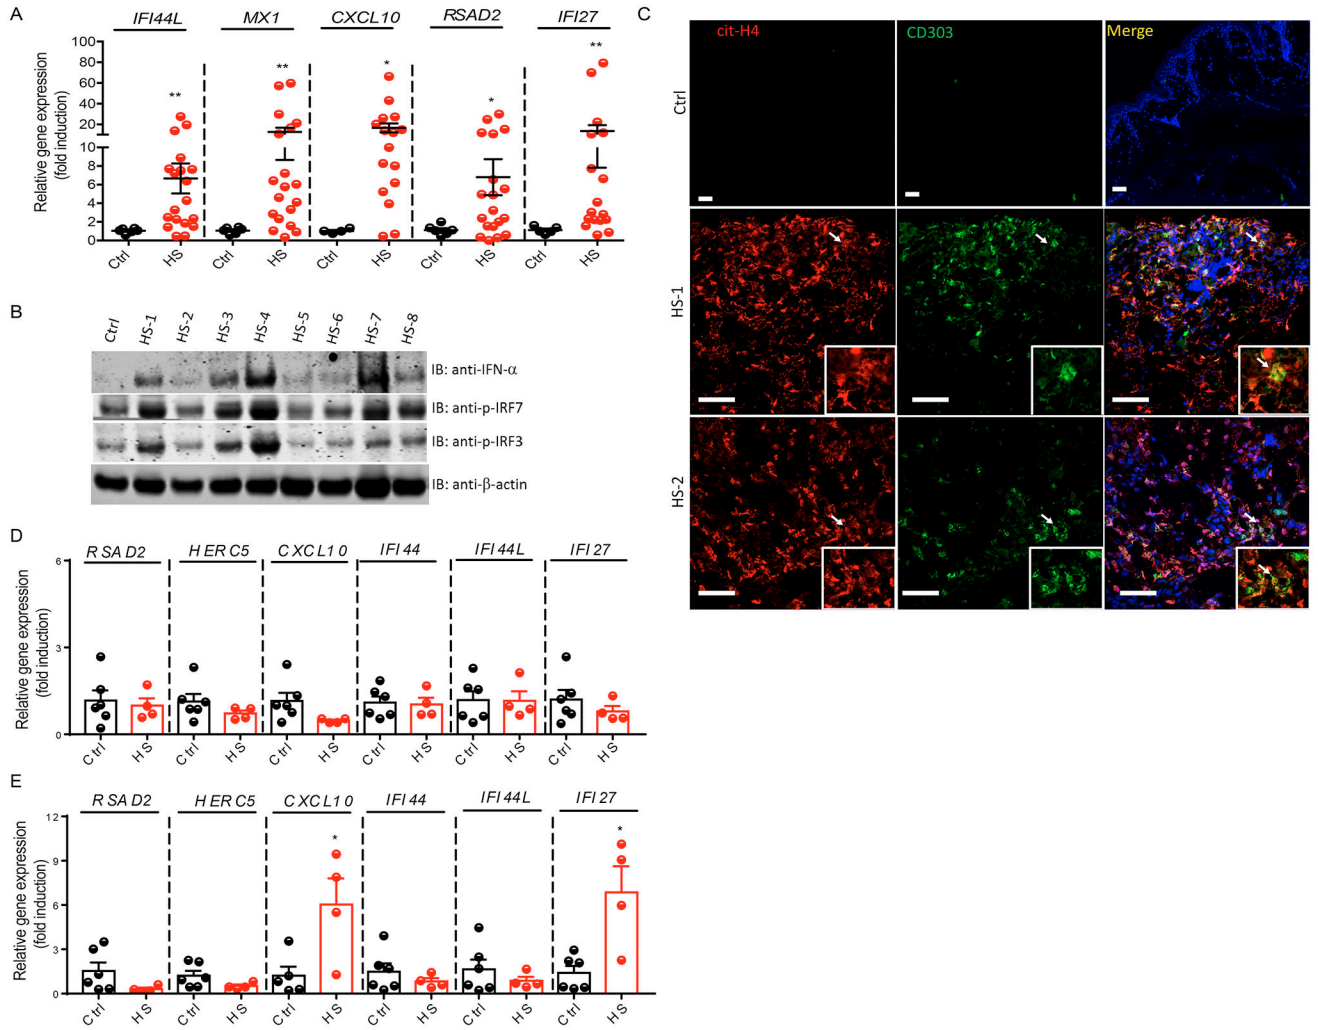 A
IFI44L MX1 CXCL10 RSAD2 IFI27
Relative gene expression
(fold induction)
100
80
60
40
20
10
8
6
4
2
0
** ** * * **
Ctrl HS Ctrl HS Ctrl HS Ctrl HS Ctrl HS
B
Ctrl HS-1 HS-2 HS-3 HS-4 HS-5 HS-6 HS-7 HS-8
IB: anti-IFN-α
IB: anti-p-IRF7
IB: anti-p-IRF3
IB: anti-β-actin
C
cit-H4 CD303 Merge
Ctrl
HS-1
HS-2
D
RSAD2 HERC5 CXCL10 IFI44 IFI44L IFI27
Relative gene expression
(fold induction)
6
3
0
Ctrl HS Ctrl HS Ctrl HS Ctrl HS Ctrl HS Ctrl HS
E
RSAD2 HERC5 CXCL10 IFI44 IFI44L IFI27
Relative gene expression
(fold induction)
12
9
6
3
0
* *
Ctrl HS Ctrl HS Ctrl HS Ctrl HS Ctrl HS Ctrl HS